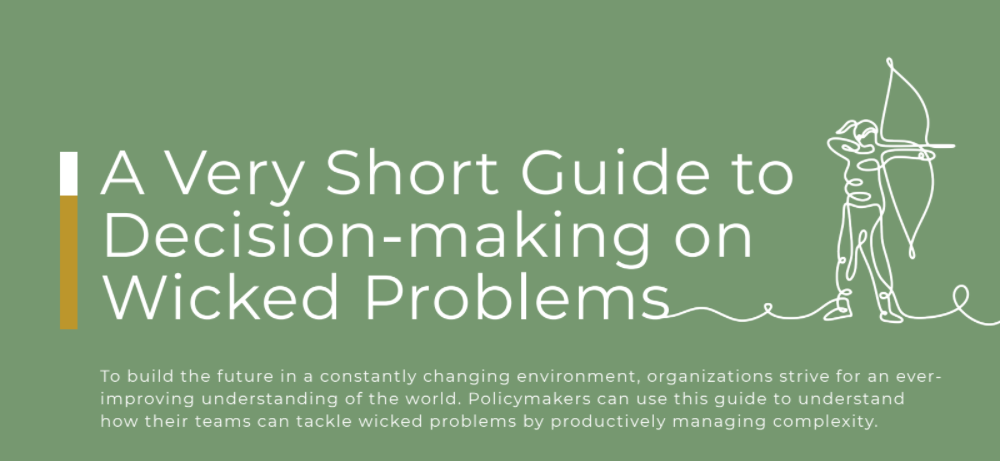 A Very Short Guide to
Decision-making on
Wicked Problems
To build the future in a constantly changing environment, organizations strive for an ever-
improving understanding of the world. Policymakers can use this guide to understand
how their teams can tackle wicked problems by productively managing complexity.